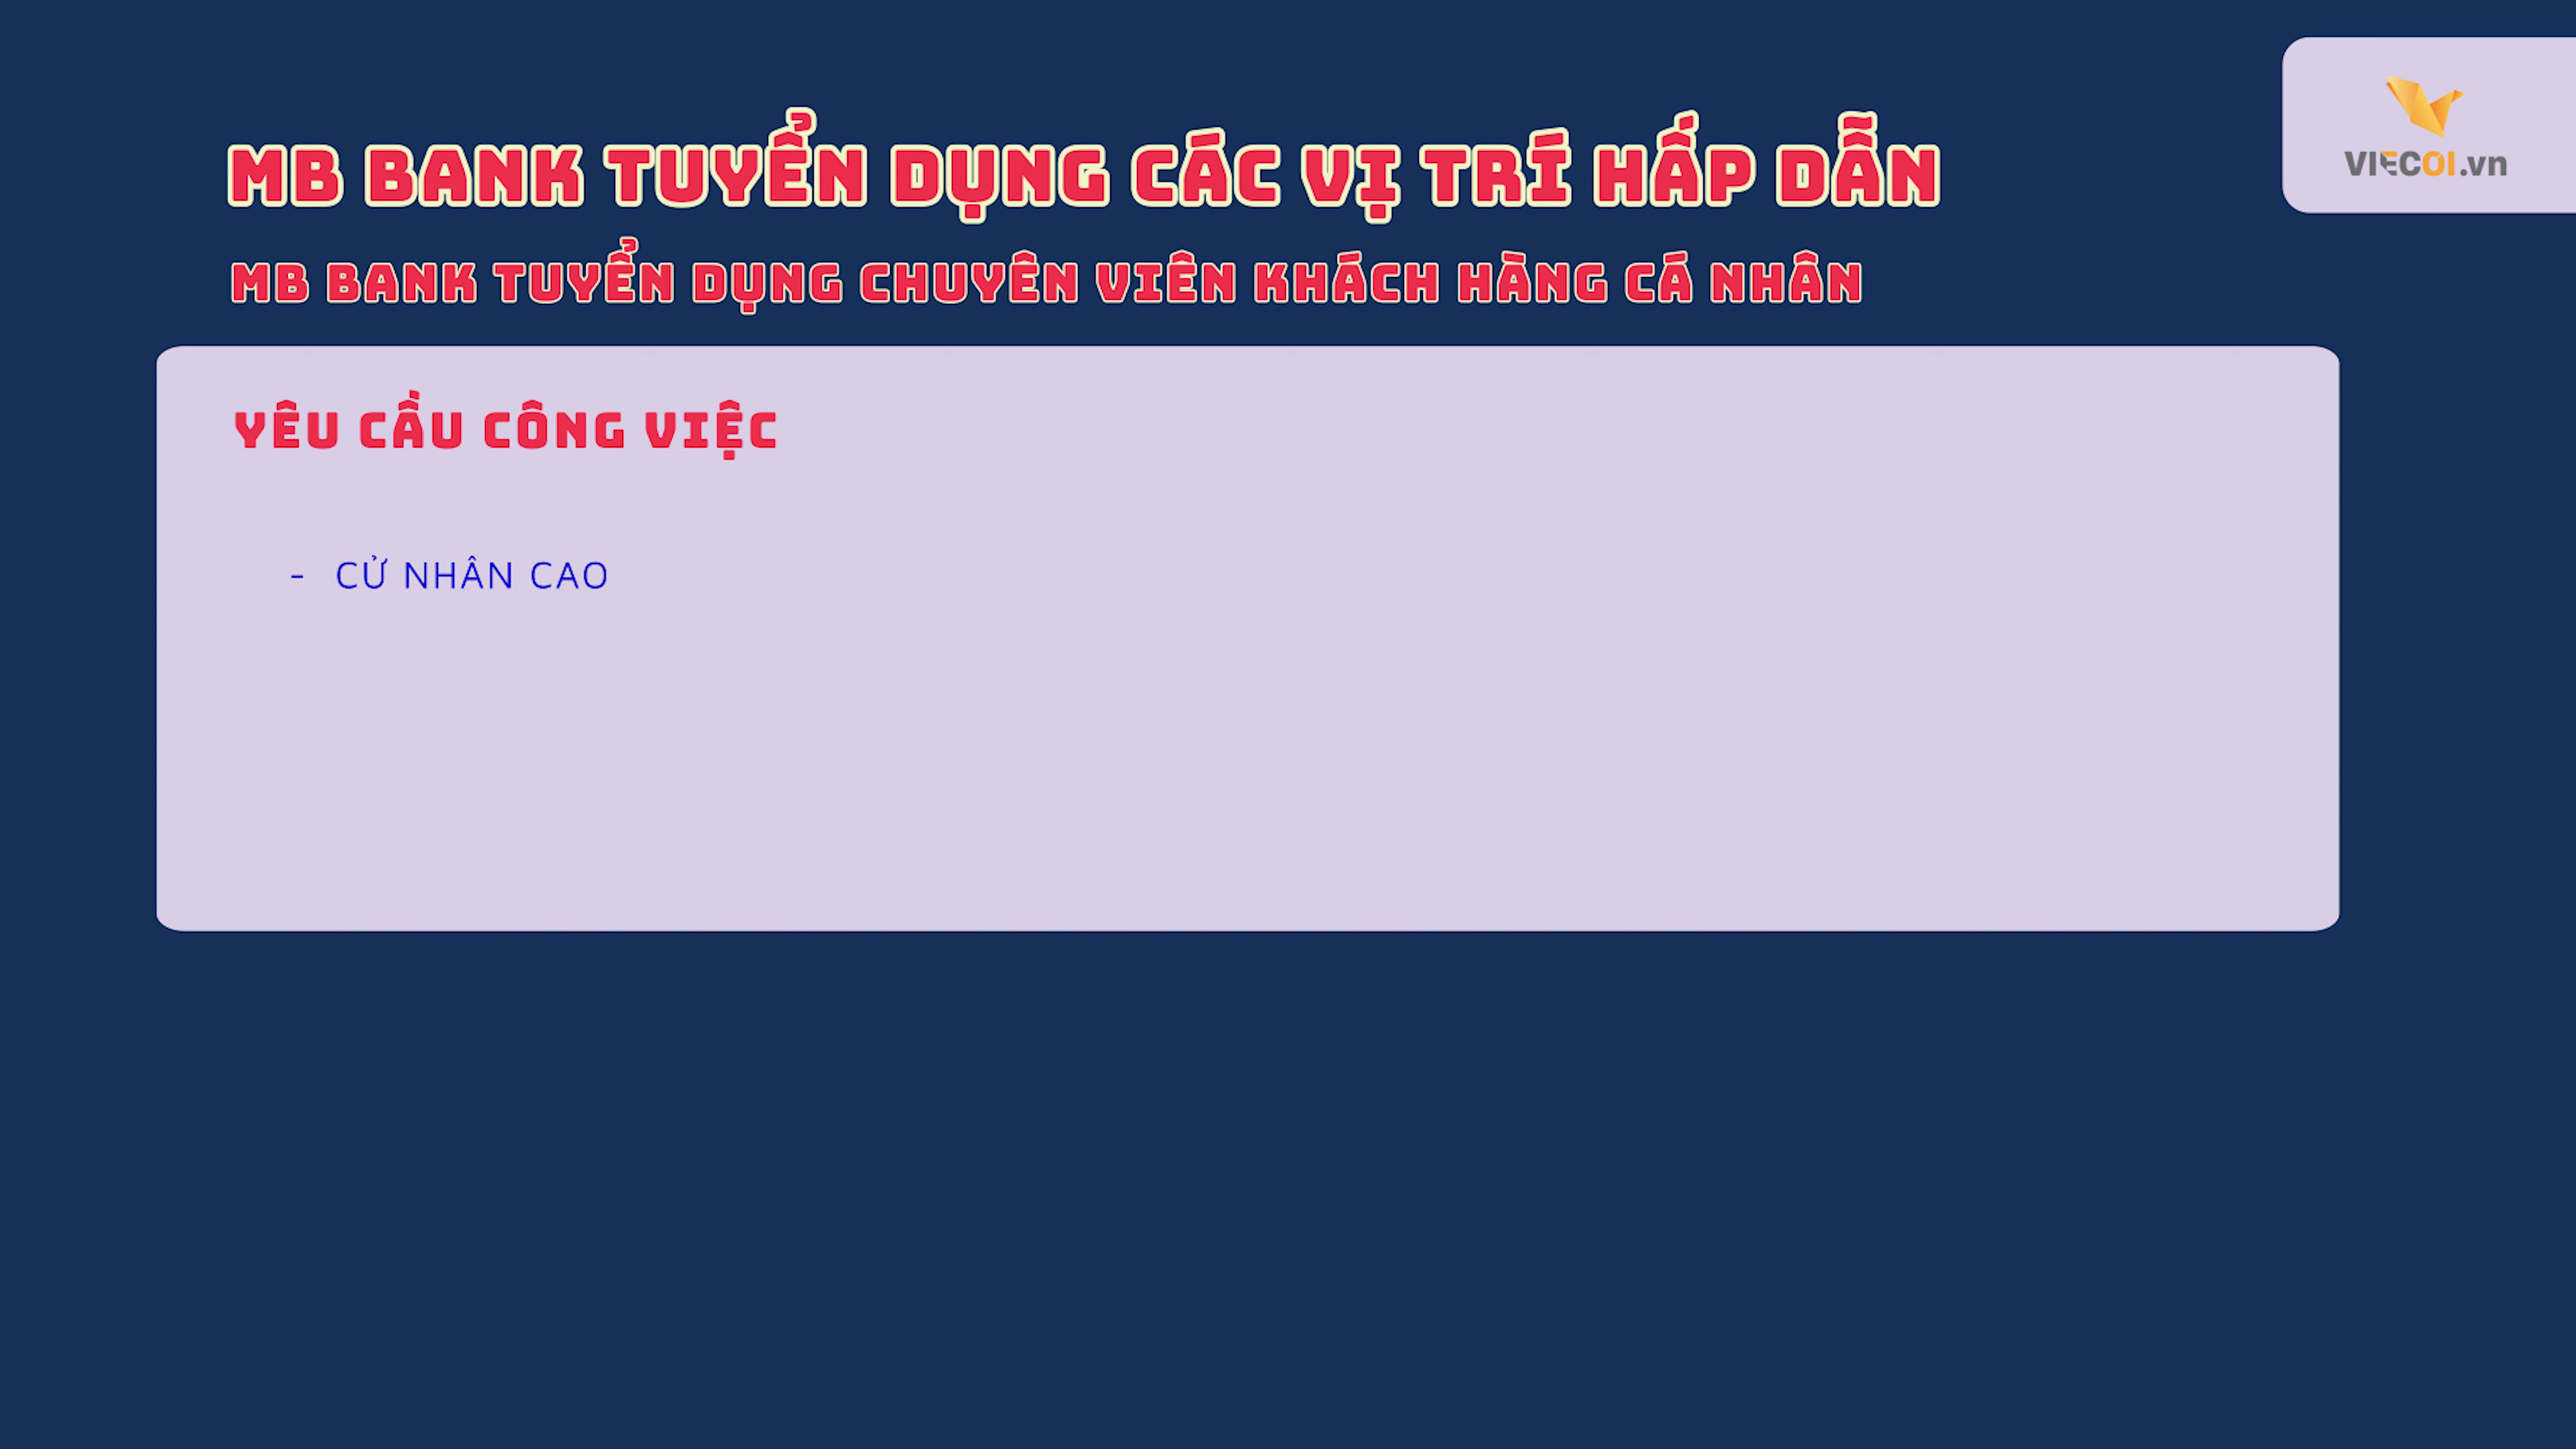 VIECOI.vn
MB BANK TUYỂN DỤNG CÁC VỊ TRÍ HẤP DẪN
MB BANK TUYỂN DỤNG CHUYÊN VIÊN KHÁCH HÀNG CÁ NHÂN
YÊU CẦU CÔNG VIỆC
- CỬ NHÂN CAO